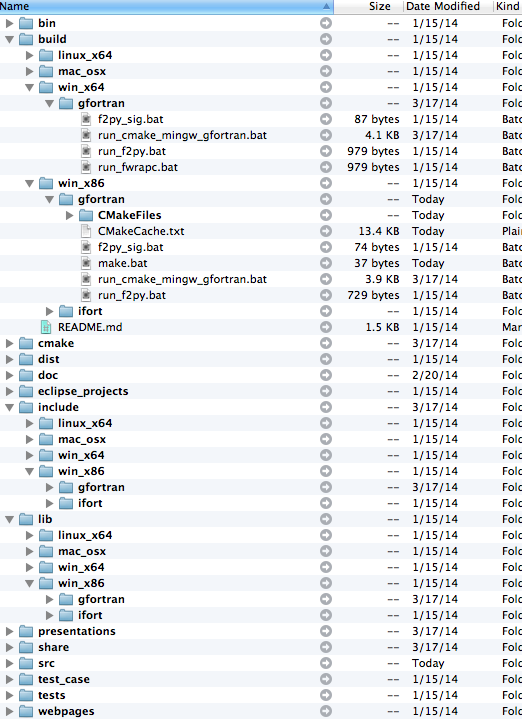 Name Size Date Modified Kind
bin -- 1/15/14 Fold
build -- 1/15/14 Fold
linux_x64 -- 1/15/14 Fold
mac_osx -- 1/15/14 Fold
win_x64 -- 1/15/14 Fold
gfortran -- 3/17/14 Fold
f2py_sig.bat 87 bytes 1/15/14 Batc
run_cmake_mingw_gfortran.bat 4.1 KB 3/17/14 Batc
run_f2py.bat 979 bytes 1/15/14 Batc
run_fwrapc.bat 979 bytes 1/15/14 Batc
win_x86 -- 1/15/14 Fold
gfortran -- Today Fold
CMakeFiles -- Today Fold
CMakeCache.txt 13.4 KB Today Plain
f2py_sig.bat 74 bytes 1/15/14 Batc
make.bat 37 bytes Today Batc
run_cmake_mingw_gfortran.bat 3.9 KB 3/17/14 Batc
run_f2py.bat 729 bytes 1/15/14 Batc
ifort -- 1/15/14 Fold
README.md 1.5 KB 1/15/14 Mar
cmake -- 3/17/14 Fold
dist -- 1/15/14 Fold
doc -- 2/20/14 Fold
eclipse_projects -- 1/15/14 Fold
include -- 3/17/14 Fold
linux_x64 -- 1/15/14 Fold
mac_osx -- 1/15/14 Fold
win_x64 -- 1/15/14 Fold
win_x86 -- 1/15/14 Fold
gfortran -- 3/17/14 Fold
ifort -- 1/15/14 Fold
lib -- 1/15/14 Fold
linux_x64 -- 1/15/14 Fold
mac_osx -- 1/15/14 Fold
win_x64 -- 1/15/14 Fold
win_x86 -- 1/15/14 Fold
gfortran -- 3/17/14 Fold
ifort -- 1/15/14 Fold
presentations -- 3/17/14 Fold
share -- 3/17/14 Fold
src -- Today Fold
test_case -- 1/15/14 Fold
tests -- 1/15/14 Fold
webpages -- 1/15/14 Fold